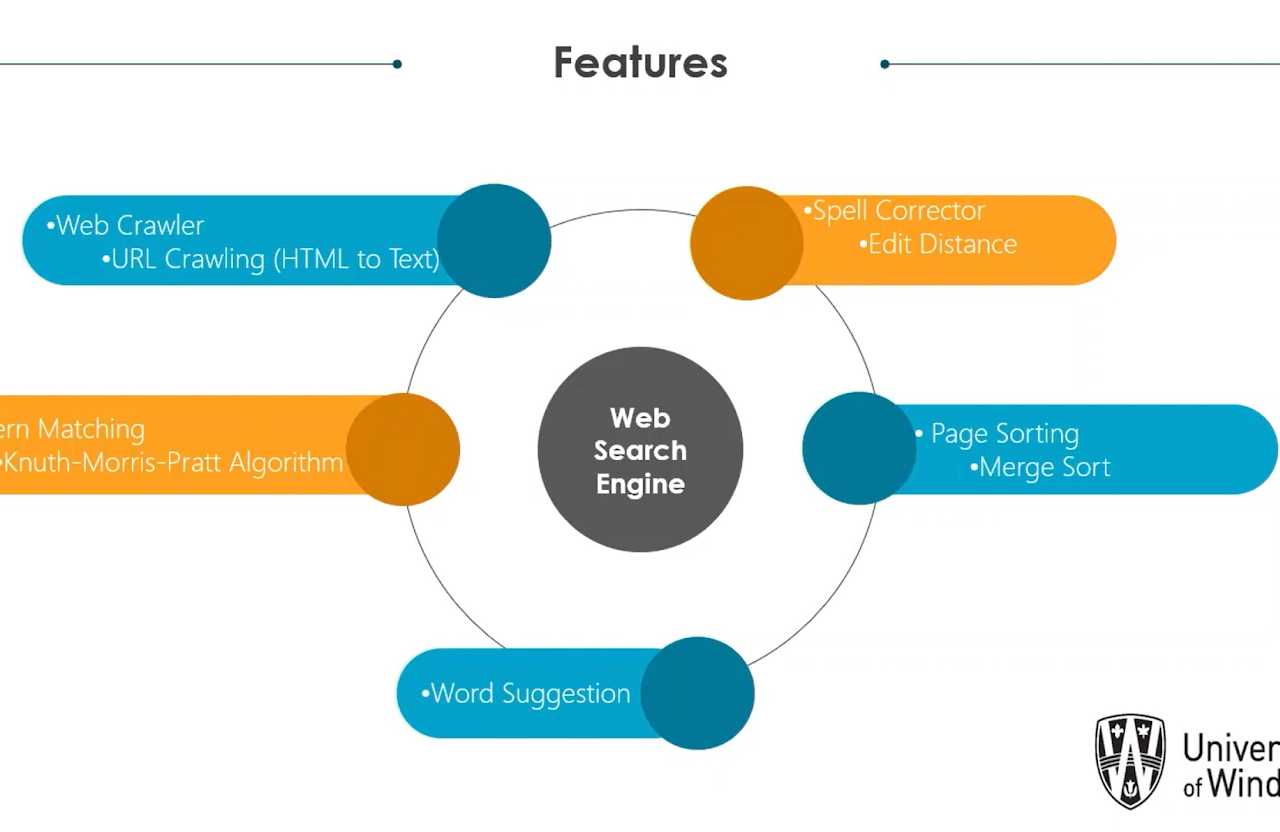 Features
•Web Crawler
•URL Crawling (HTML to Text)
•Spell Corrector
•Edit Distance
ern Matching
•Knuth-Morris-Pratt Algorithm
Web
Search
Engine
• Page Sorting
•Merge Sort
•Word Suggestion
Univer
of Wind